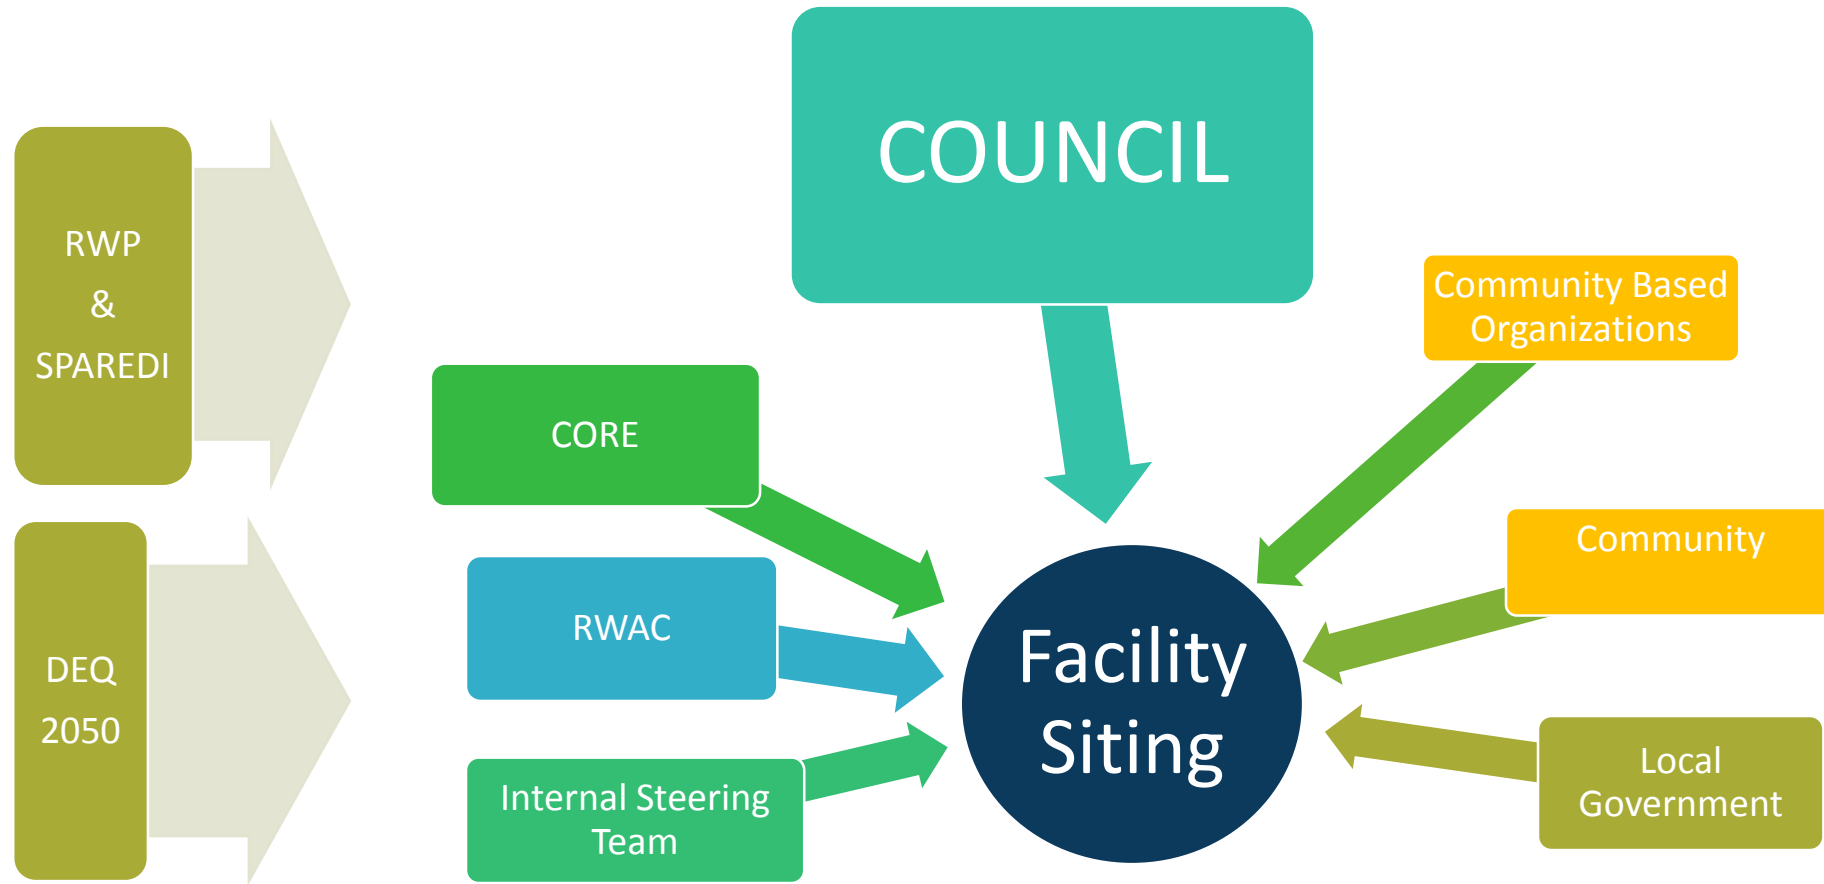 COUNCIL
RWP
&
SPAREDI
DEQ
2050
CORE
RWAC
Internal Steering
Team
Facility
Siting
Community Based
Organizations
Community
Local
Government